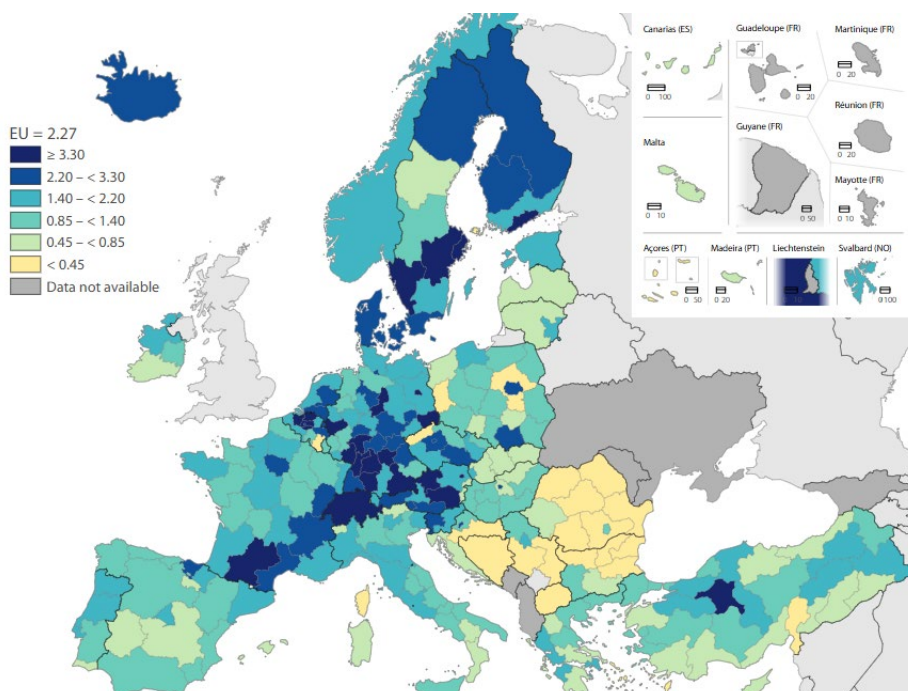 EU = 2.27
≥ 3.30
2.20 – < 3.30
1.40 – < 2.20
0.85 – < 1.40
0.45 – < 0.85
< 0.45
Data not available
Canarias (ES)
0 100
Guadeloupe (FR)
0 20
Martinique (FR)
0 20
Malta
0 10
Guyane (FR)
0 50
Réunion (FR)
0 20
Mayotte (FR)
0 10
Açores (PT)
0 50
Madeira (PT)
0 20
Liechtenstein
Svalbard (NO)
0 100